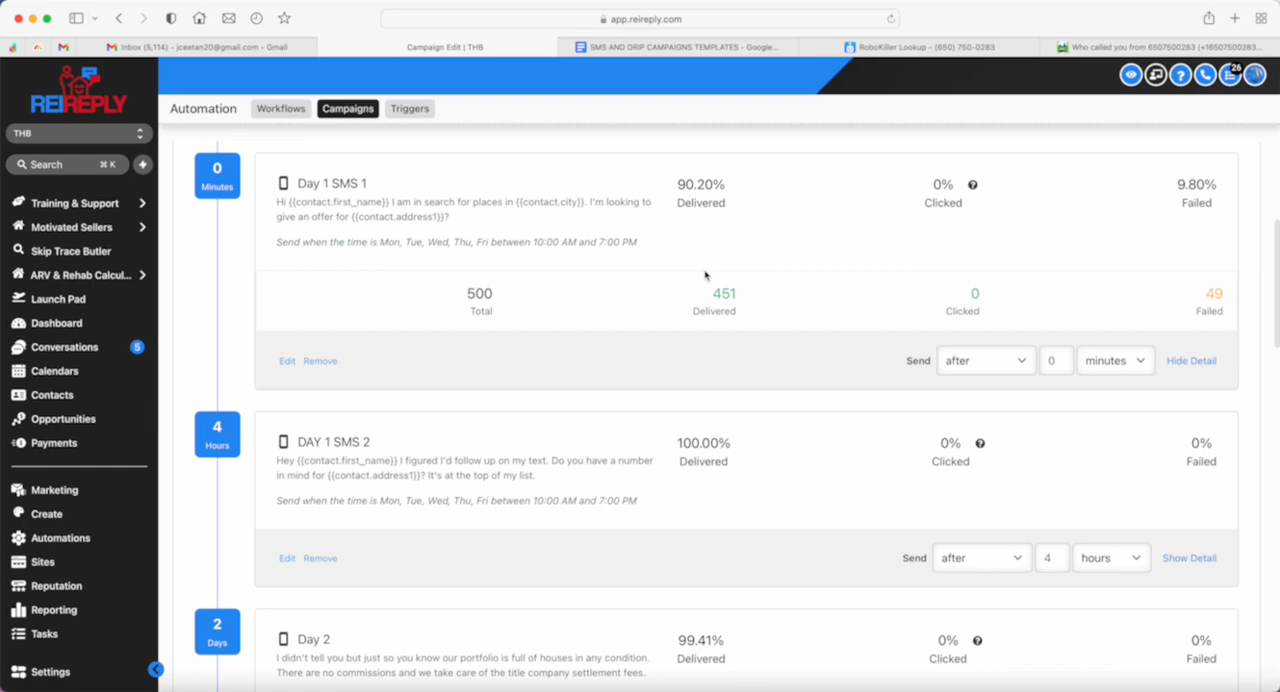 app.reireply.com
Inbox (5,114) - jceetan20@gmail.com - Gmail
Campaign Edit | THB
SMS AND DRIP CAMPAIGNS TEMPLATES - Google...
RoboKiller Lookup - (650) 750-0283
Who called you from 6507500283 (+16507500283...
REIREPLY
26
THB
Search
⌘ K
Automation
Workflows
Campaigns
Triggers
Training & Support
Motivated Sellers
Skip Trace Butler
ARV & Rehab Calcul...
Launch Pad
Dashboard
Conversations
5
Calendars
Contacts
Opportunities
Payments
Marketing
Create
Automations
Sites
Reputation
Reporting
Tasks
Settings
0
Minutes
Day 1 SMS 1
Hi {{contact.first_name}} I am in search for places in {{contact.city}}. I'm looking to
give an offer for {{contact.address1}}?
Send when the time is Mon, Tue, Wed, Thu, Fri between 10:00 AM and 7:00 PM
90.20%
Delivered
0%
Clicked
9.80%
Failed
500
Total
451
Delivered
0
Clicked
49
Failed
Edit Remove
Send after 0 minutes Hide Detail
4
Hours
DAY 1 SMS 2
Hey {{contact.first_name}} I figured I'd follow up on my text. Do you have a number
in mind for {{contact.address1}}? It's at the top of my list.
Send when the time is Mon, Tue, Wed, Thu, Fri between 10:00 AM and 7:00 PM
100.00%
Delivered
0%
Clicked
0%
Failed
Edit Remove
Send after 4 hours Show Detail
2
Days
Day 2
I didn't tell you but just so you know our portfolio is full of houses in any condition.
There are no commissions and we take care of the title company settlement fees.
99.41%
Delivered
0%
Clicked
0%
Failed